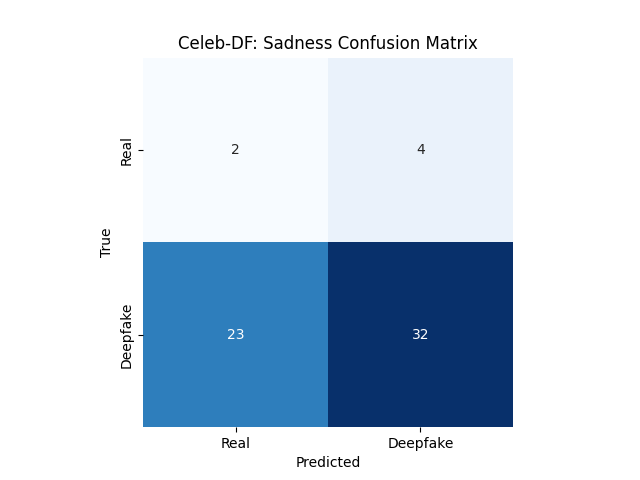 Celeb-DF: Sadness Confusion Matrix
Real
2
4
True
Deepfake
23
32
Real
Deepfake
Predicted